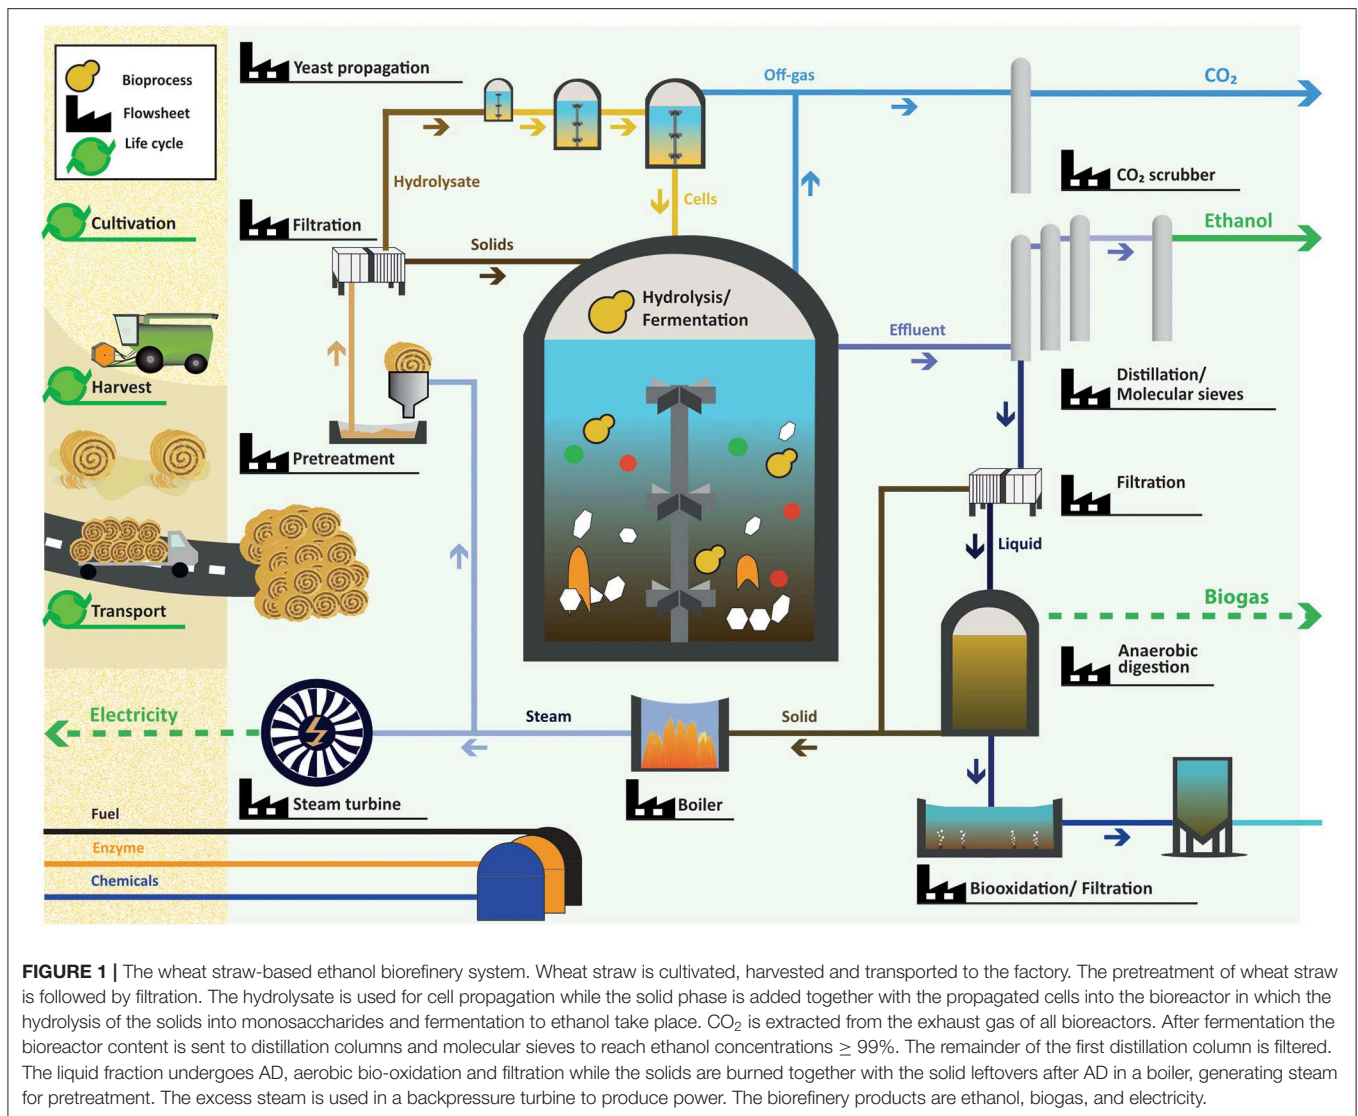 Bioprocess
Flowsheet
Life cycle
Yeast propagation
Off-gas
CO₂
Hydrolysate
Cells
CO₂ scrubber
Cultivation
Filtration
Solids
Ethanol
Hydrolysis/
Fermentation
Effluent
Harvest
Distillation/
Molecular sieves
Pretreatment
Filtration
Liquid
Transport
Biogas
Anaerobic
digestion
Electricity
Steam
Solid
Steam turbine
Boiler
Fuel
Enzyme
Chemicals
Biooxidation/ Filtration
FIGURE 1 | The wheat straw-based ethanol biorefinery system. Wheat straw is cultivated, harvested and transported to the factory. The pretreatment of wheat straw
is followed by filtration. The hydrolysate is used for cell propagation while the solid phase is added together with the propagated cells into the bioreactor in which the
hydrolysis of the solids into monosaccharides and fermentation to ethanol take place. CO₂ is extracted from the exhaust gas of all bioreactors. After fermentation the
bioreactor content is sent to distillation columns and molecular sieves to reach ethanol concentrations ≥ 99%. The remainder of the first distillation column is filtered.
The liquid fraction undergoes AD, aerobic bio-oxidation and filtration while the solids are burned together with the solid leftovers after AD in a boiler, generating steam
for pretreatment. The excess steam is used in a backpressure turbine to produce power. The biorefinery products are ethanol, biogas, and electricity.